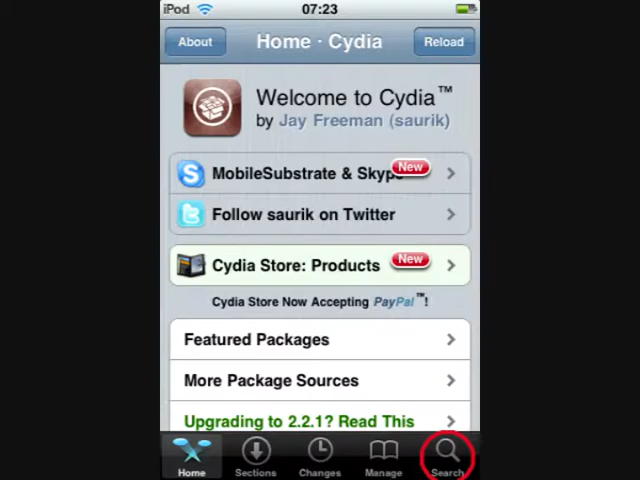 iPod 07:23
About Home · Cydia Reload
Welcome to Cydia™
by Jay Freeman (saurik)
MobileSubstrate & Skype New
Follow saurik on Twitter
Cydia Store: Products New
Cydia Store Now Accepting PayPal™!
Featured Packages
More Package Sources
Upgrading to 2.2.1? Read This
Home Sections Changes Manage Search